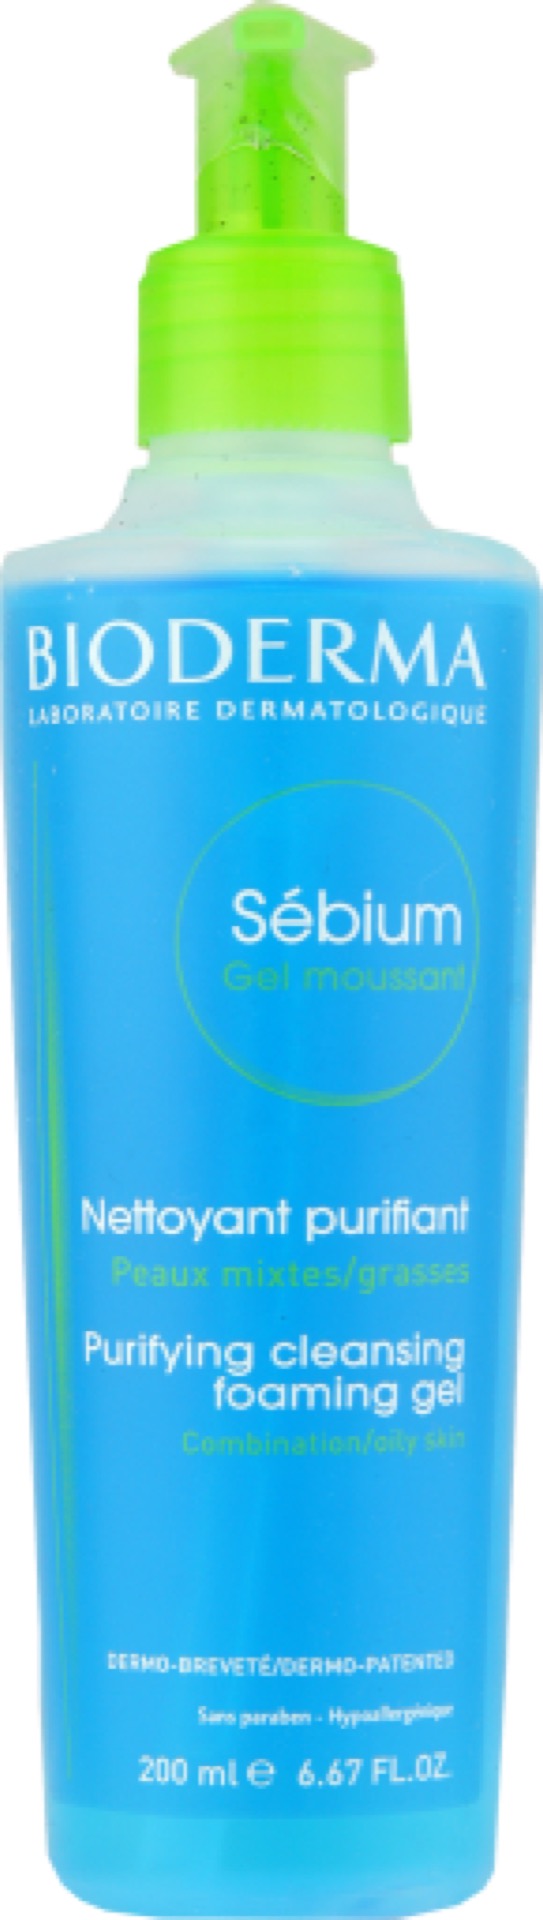 BIODERMA
LABORATOIRE DERMATOLOGIQUE
Sébium
Gel moussant
Nettoyant purifiant
Peaux mixtes/grasses
Purifying cleansing
foaming gel
Combination/oily skin
DERMO-BREVETÉ/DERMO-PATENTED
Sans paraben - Hypoallergénique
200 ml e 6.67 FL.OZ.